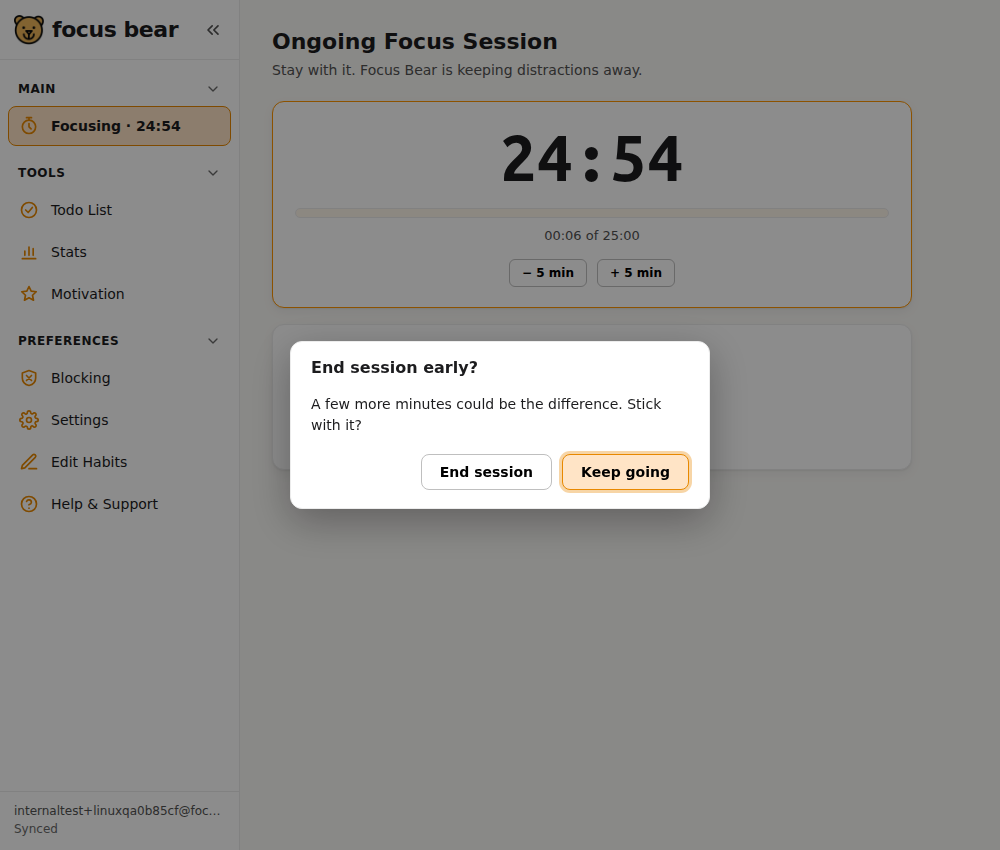 focus bear
MAIN
Focusing · 24:54
TOOLS
Todo List
Stats
Motivation
PREFERENCES
Blocking
Settings
Edit Habits
Help & Support
internaltest+linuxqa0b85cf@foc...
Synced
Ongoing Focus Session
Stay with it. Focus Bear is keeping distractions away.
24:54
00:06 of 25:00
− 5 min
+ 5 min
End session early?
A few more minutes could be the difference. Stick
with it?
End session
Keep going